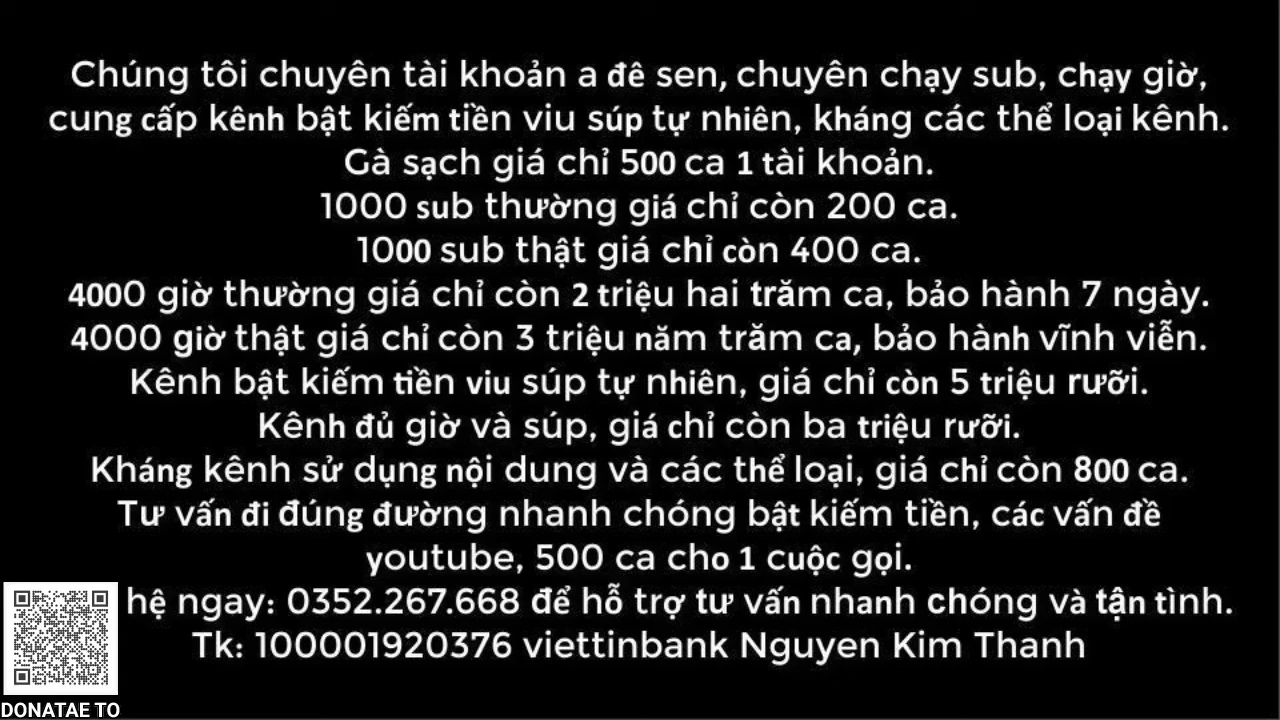 Chúng tôi chuyên tài khoản a đê sen, chuyên chạy sub, chạy giờ,
cung cấp kênh bật kiếm tiền viu súp tự nhiên, kháng các thể loại kênh.
Gà sạch giá chỉ 500 ca 1 tài khoản.
1000 sub thường giá chỉ còn 200 ca.
1000 sub thật giá chỉ còn 400 ca.
4000 giờ thường giá chỉ còn 2 triệu hai trăm ca, bảo hành 7 ngày.
4000 giờ thật giá chỉ còn 3 triệu năm trăm ca, bảo hành vĩnh viễn.
Kênh bật kiếm tiền viu súp tự nhiên, giá chỉ còn 5 triệu rưỡi.
Kênh đủ giờ và súp, giá chỉ còn ba triệu rưỡi.
Kháng kênh sử dụng nội dung và các thể loại, giá chỉ còn 800 ca.
Tư vấn đi đúng đường nhanh chóng bật kiếm tiền, các vấn đề
youtube, 500 ca cho 1 cuộc gọi.
hệ ngay: 0352.267.668 để hỗ trợ tư vấn nhanh chóng và tận tình.
Tk: 100001920376 viettinbank Nguyen Kim Thanh
DONATAE TO